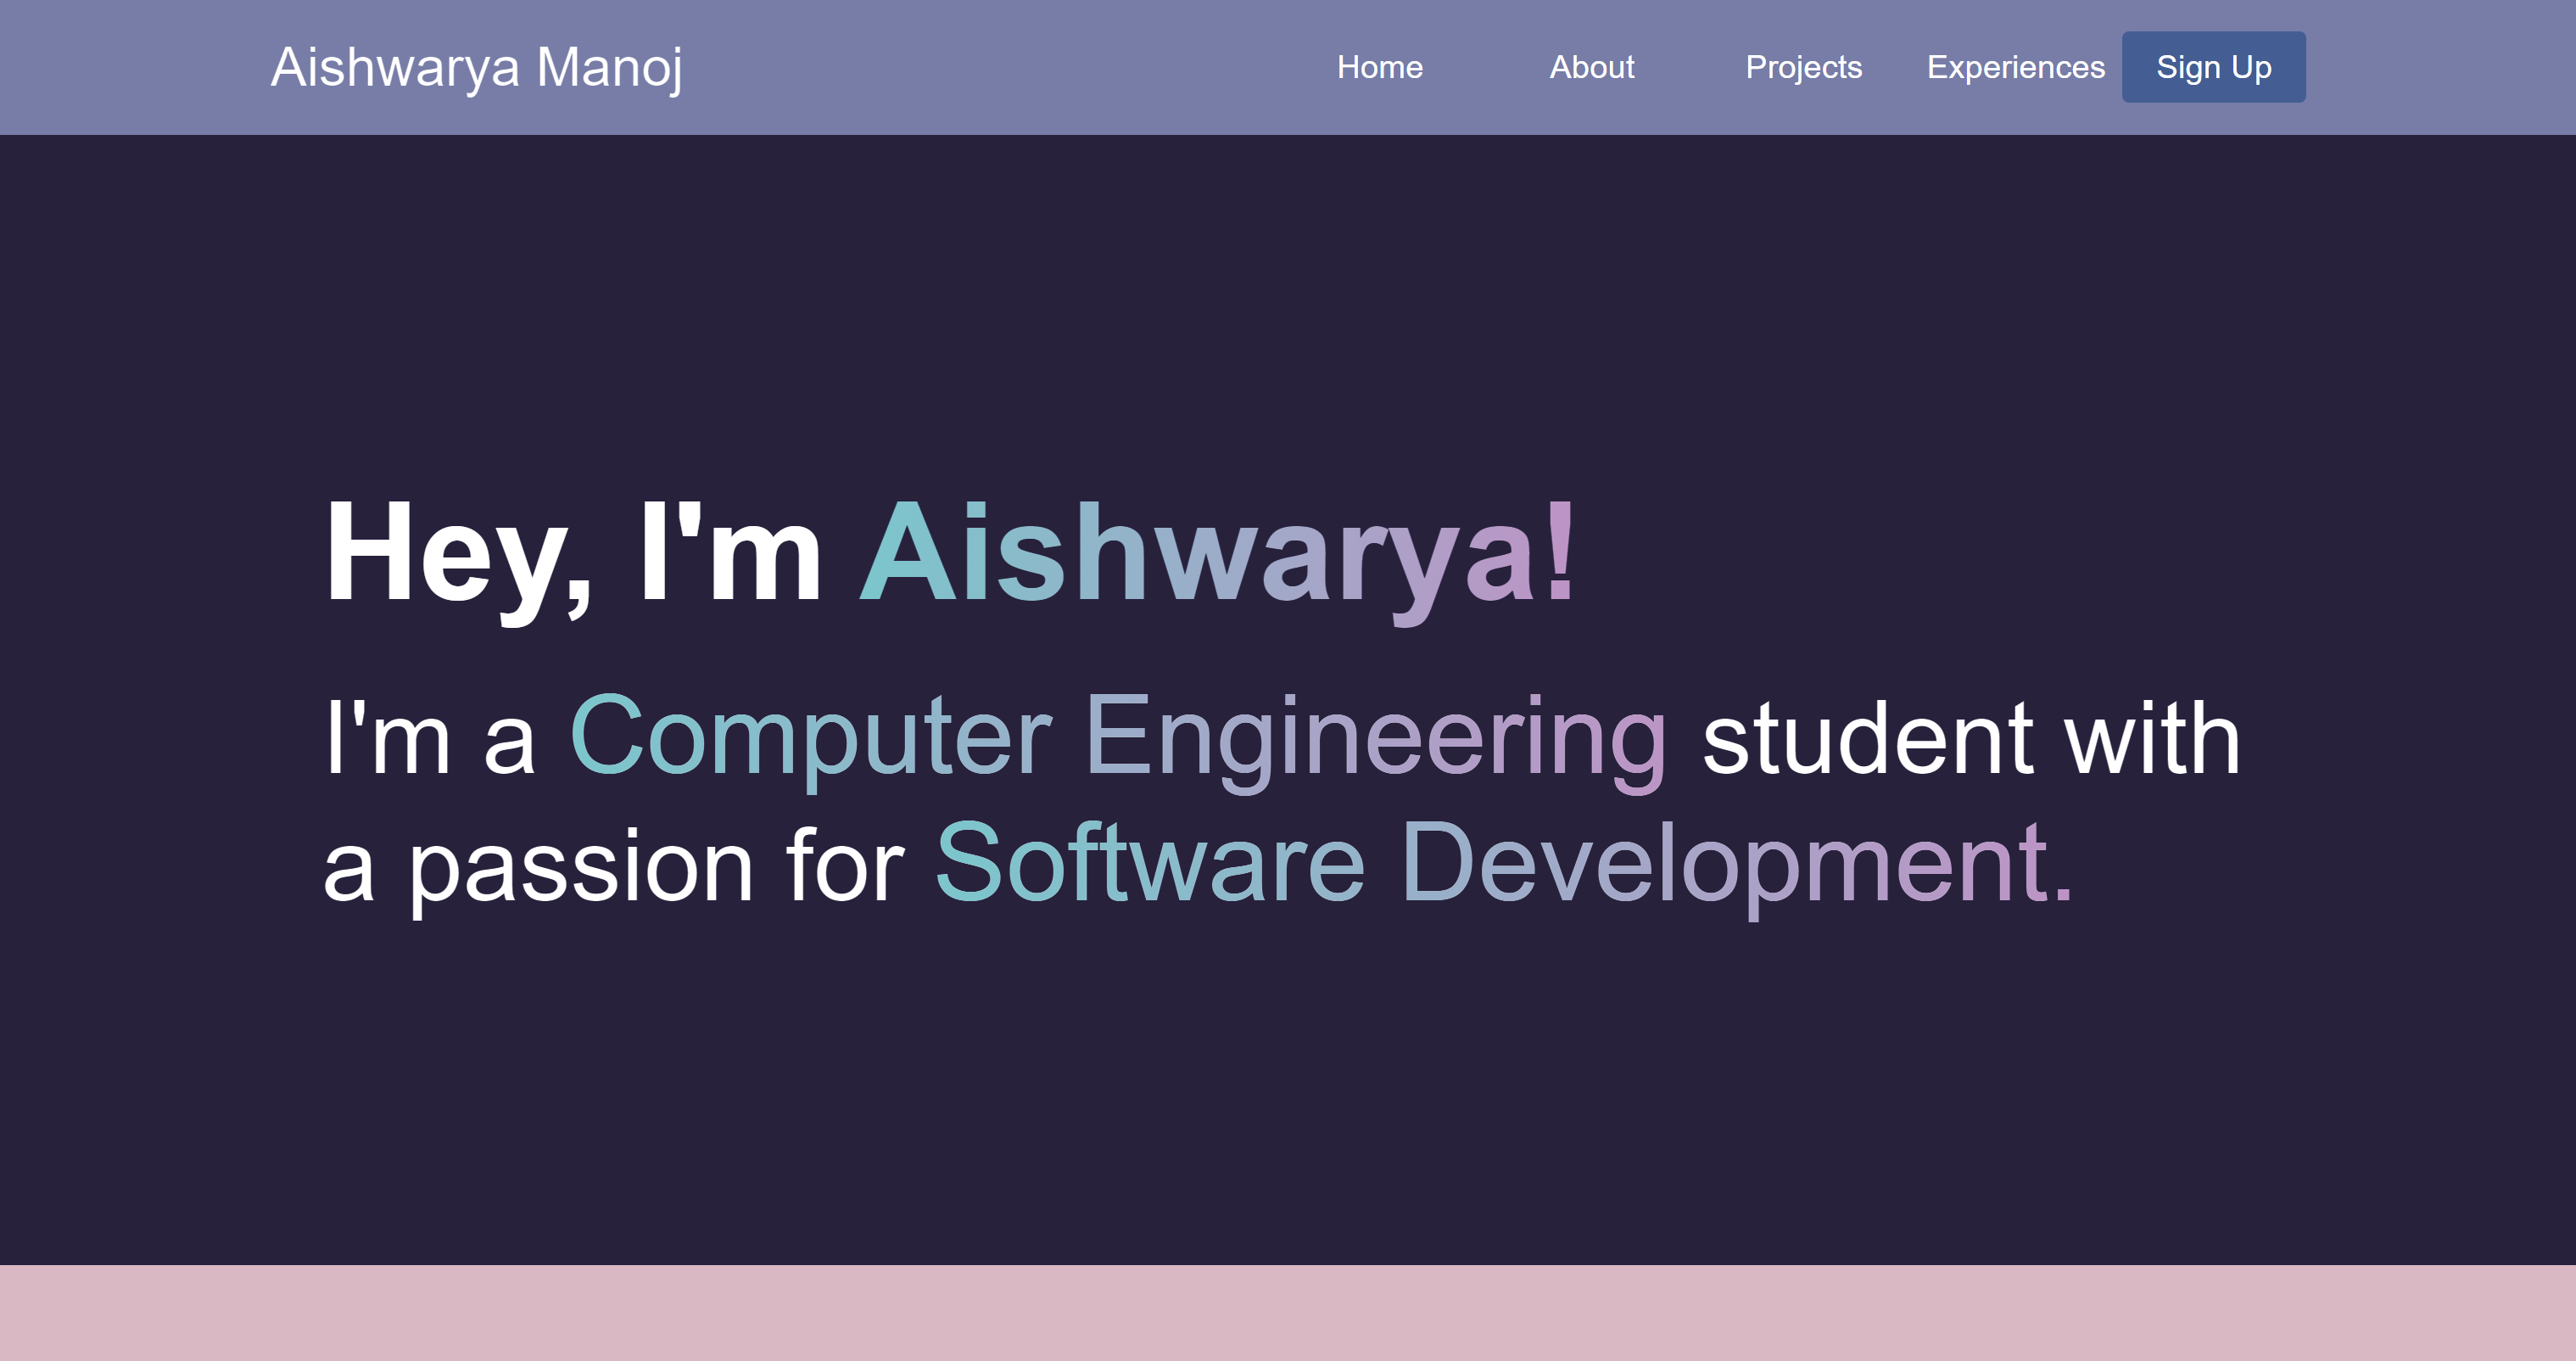 Aishwarya Manoj
Home About Projects Experiences Sign Up
Hey, I'm Aishwarya!
I'm a Computer Engineering student with
a passion for Software Development.